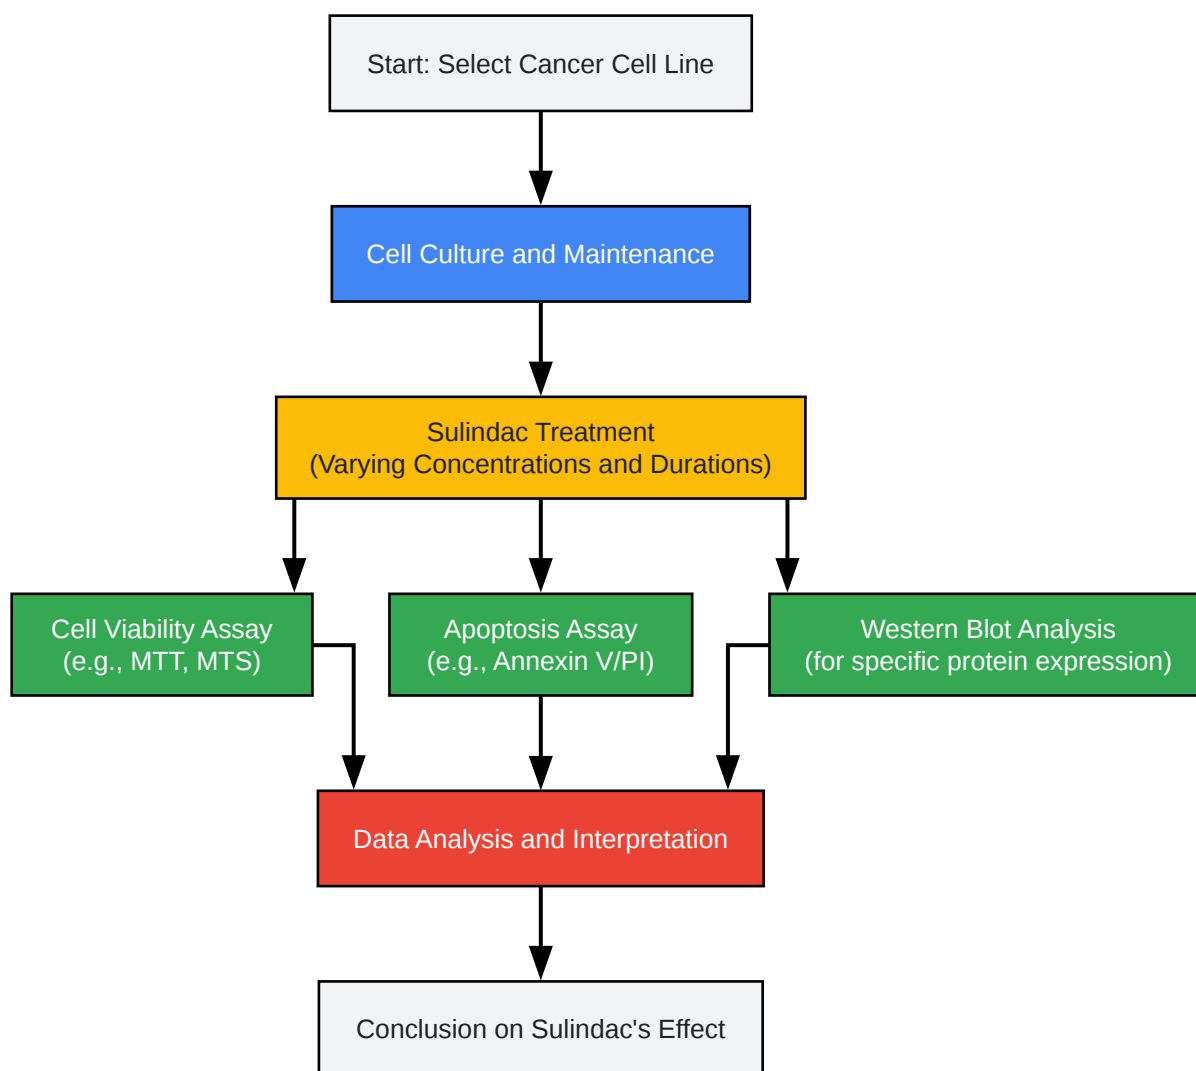 Start: Select Cancer Cell Line
Cell Culture and Maintenance
Sulindac Treatment
(Varying Concentrations and Durations)
Cell Viability Assay
(e.g., MTT, MTS)
Apoptosis Assay
(e.g., Annexin V/PI)
Western Blot Analysis
(for specific protein expression)
Data Analysis and Interpretation
Conclusion on Sulindac's Effect